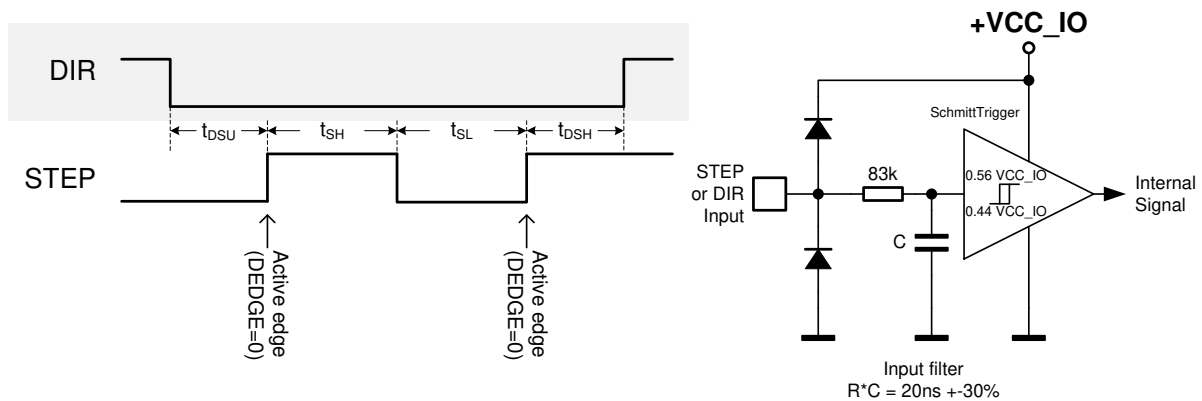 DIR
tDSU
tSH
tSL
tDSH
STEP
Active edge
(DEDGE=0)
Active edge
(DEDGE=0)
+VCC_IO
SchmittTrigger
83k
0.56 VCC_IO
0.44 VCC_IO
STEP
or DIR
Input
Internal
Signal
C
Input filter
R*C = 20ns +-30%